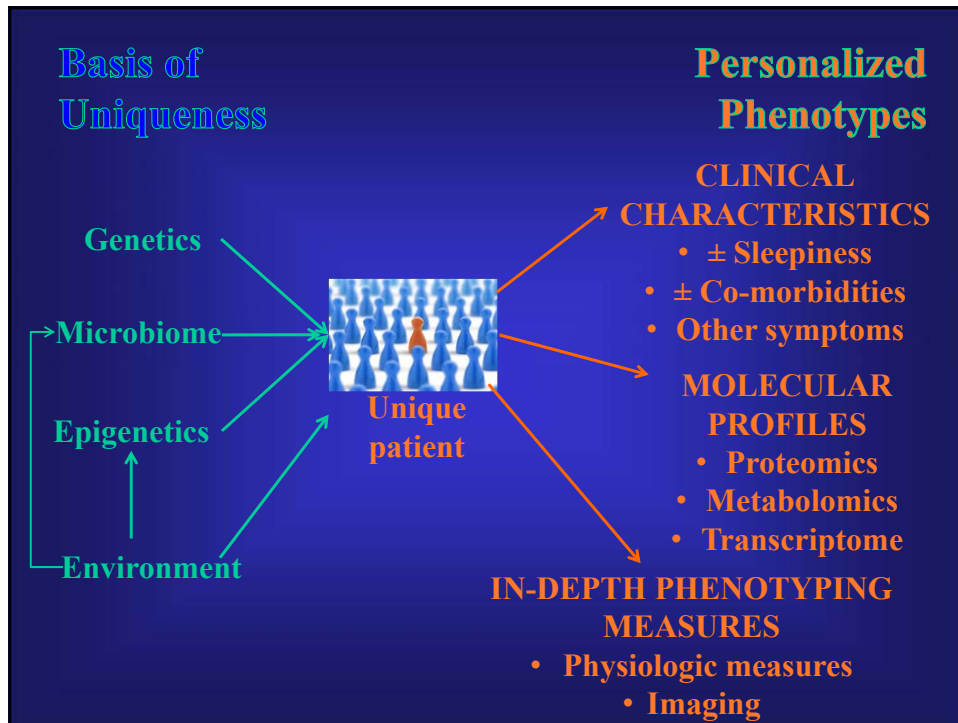 Basis of
Uniqueness
Personalized
Phenotypes
Genetics
Microbiome
Epigenetics
Environment
Unique
patient
CLINICAL
CHARACTERISTICS
• ± Sleepiness
• ± Co-morbidities
• Other symptoms
MOLECULAR
PROFILES
• Proteomics
• Metabolomics
• Transcriptome
IN-DEPTH PHENOTYPING
MEASURES
• Physiologic measures
• Imaging